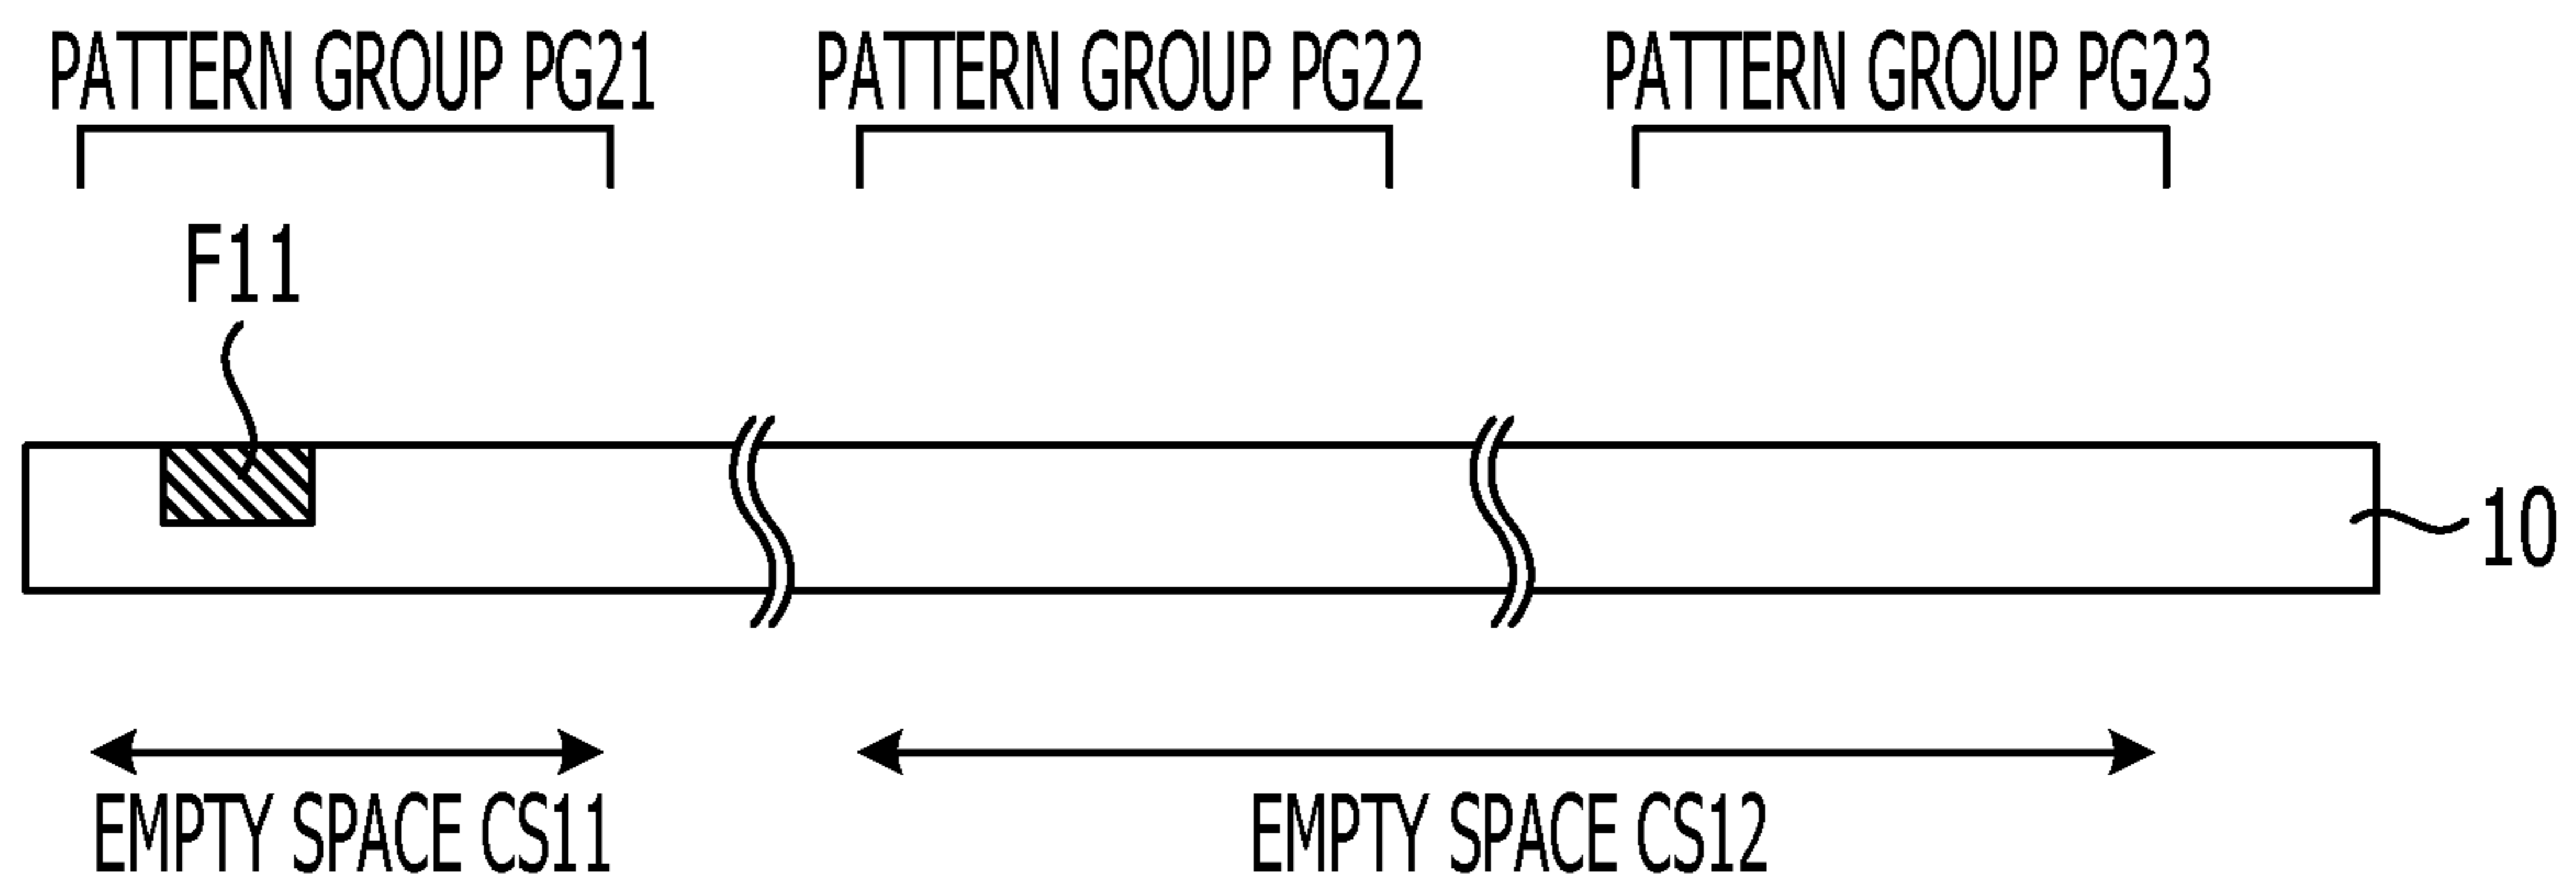 PATTERN GROUP PG21
PATTERN GROUP PG22
PATTERN GROUP PG23
F11
10
EMPTY SPACE CS11
EMPTY SPACE CS12